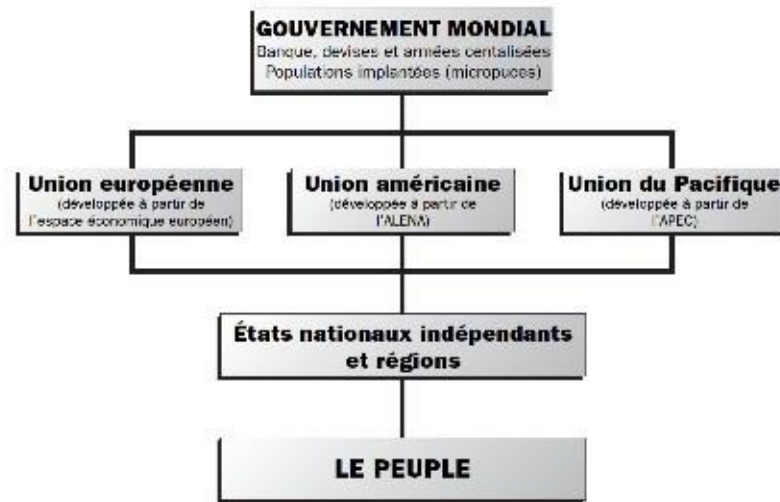 GOUVERNEMENT MONDIAL
Banque, devises et armées centalisées
Populations implantées (micropuces)
Union européenne
(développée à partir de
l'espace économique européen)
Union américaine
(développée à partir de
l'ALENA)
Union du Pacifique
(développée à partir de
l'APEC)
États nationaux indépendants
et régions
LE PEUPLE